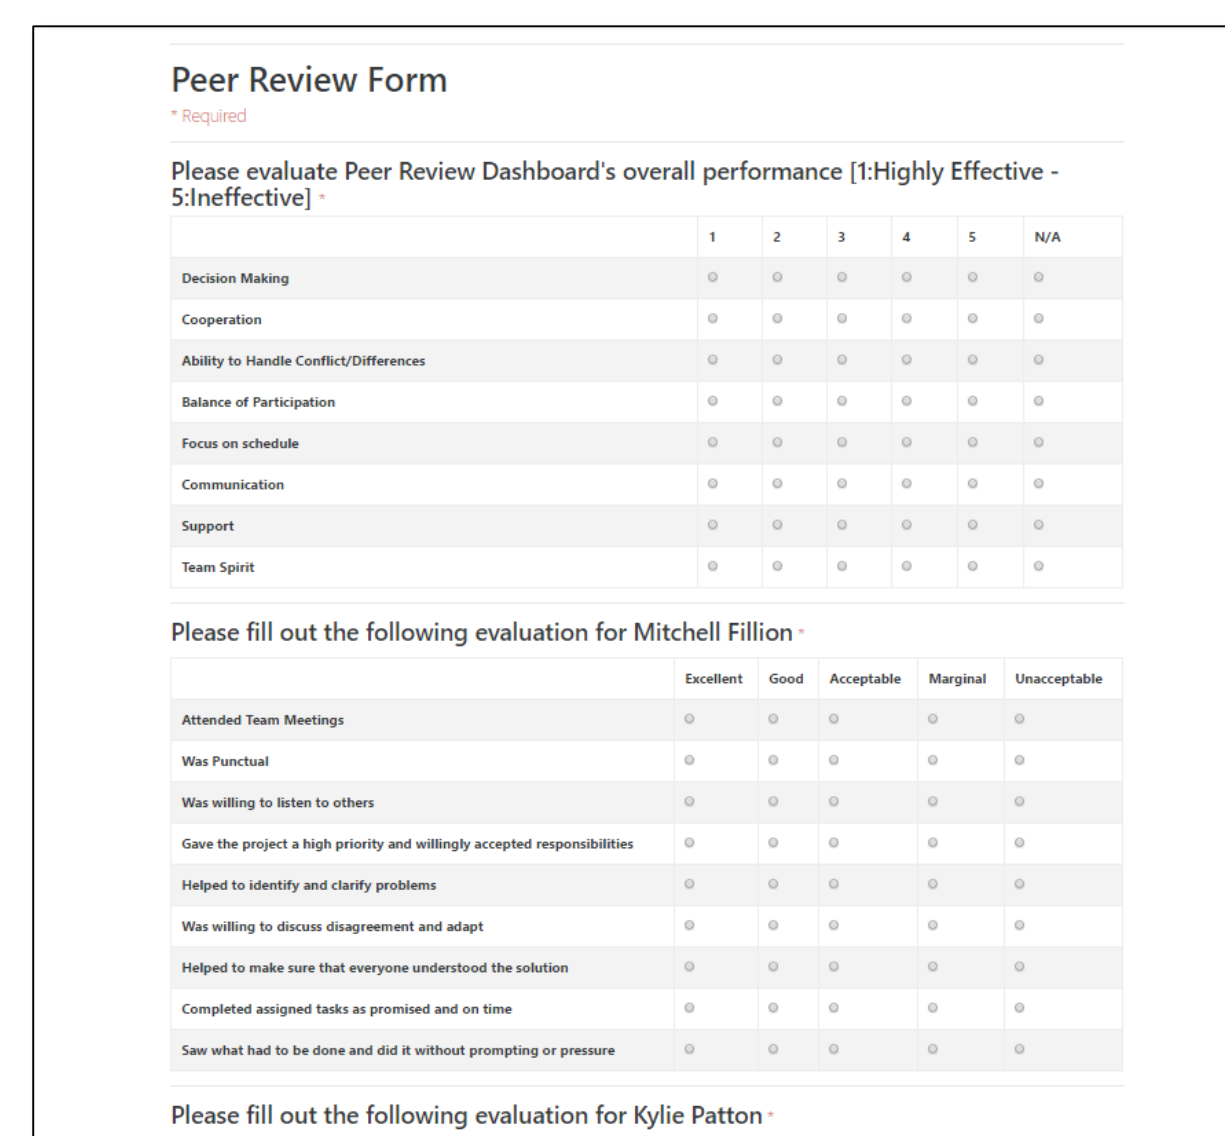 Peer Review Form
* Required
Please evaluate Peer Review Dashboard's overall performance [1:Highly Effective -
5:Ineffective] *
1 2 3 4 5 N/A
Decision Making
Cooperation
Ability to Handle Conflict/Differences
Balance of Participation
Focus on schedule
Communication
Support
Team Spirit
Please fill out the following evaluation for Mitchell Fillion *
Excellent Good Acceptable Marginal Unacceptable
Attended Team Meetings
Was Punctual
Was willing to listen to others
Gave the project a high priority and willingly accepted responsibilities
Helped to identify and clarify problems
Was willing to discuss disagreement and adapt
Helped to make sure that everyone understood the solution
Completed assigned tasks as promised and on time
Saw what had to be done and did it without prompting or pressure
Please fill out the following evaluation for Kylie Patton *